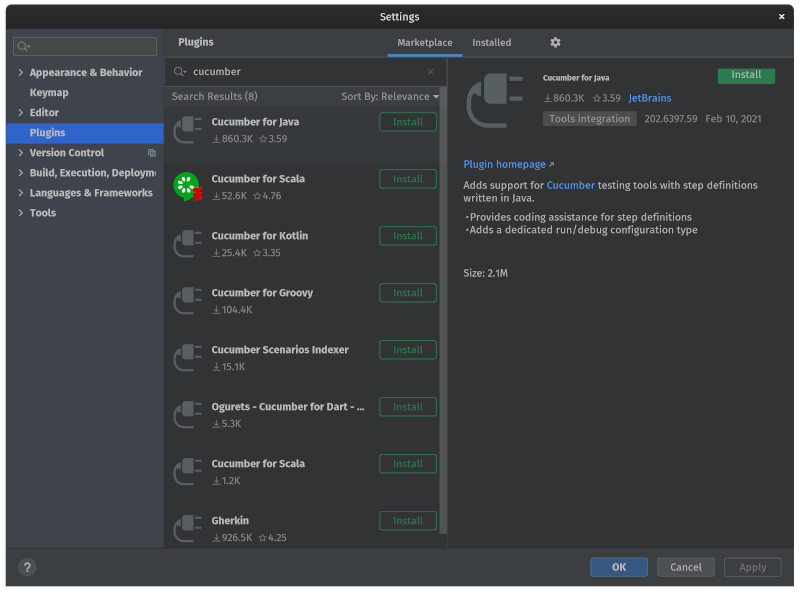 Settings
Appearance & Behavior
Keymap
Editor
Plugins
Version Control
Build, Execution, Deployme
Languages & Frameworks
Tools
Plugins
Marketplace
Installed
cucumber
Search Results (8)
Sort By: Relevance
Cucumber for Java
860.3K 3.59
Install
Cucumber for Scala
52.6K 4.76
Install
Cucumber for Kotlin
25.4K 3.35
Install
Cucumber for Groovy
104.4K
Install
Cucumber Scenarios Indexer
15.1K
Install
Ogurets - Cucumber for Dart - ...
5.3K
Install
Cucumber for Scala
1.2K
Install
Gherkin
926.5K 4.25
Install
Cucumber for Java
Install
860.3K 3.59 JetBrains
Tools integration 202.6397.59 Feb 10, 2021
Plugin homepage
Adds support for Cucumber testing tools with step definitions
written in Java.
·Provides coding assistance for step definitions
·Adds a dedicated run/debug configuration type
Size: 2.1M
?
OK
Cancel
Apply